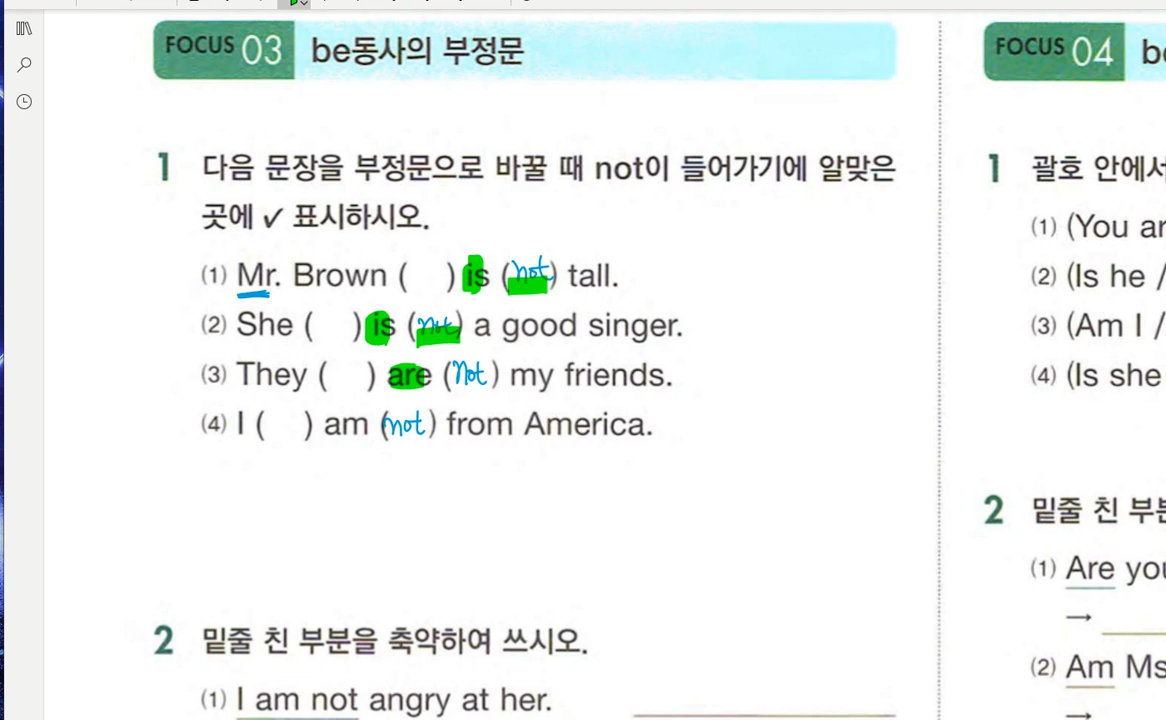 FOCUS 03 be동사의 부정문
1 다음 문장을 부정문으로 바꿀 때 not이 들어가기에 알맞은
곳에 ✓ 표시하시오.
(1) Mr. Brown ( ) is (not) tall.
(2) She ( ) is (not) a good singer.
(3) They ( ) are (not) my friends.
(4) I ( ) am (not) from America.
2 밑줄 친 부분을 축약하여 쓰시오.
(1) I am not angry at her.
FOCUS 04
1 괄호 안에서
(1) (You ar
(2) (Is he /
(3) (Am I /
(4) (Is she
2 밑줄 친 부분
(1) Are you
→
(2) Am Ms
→